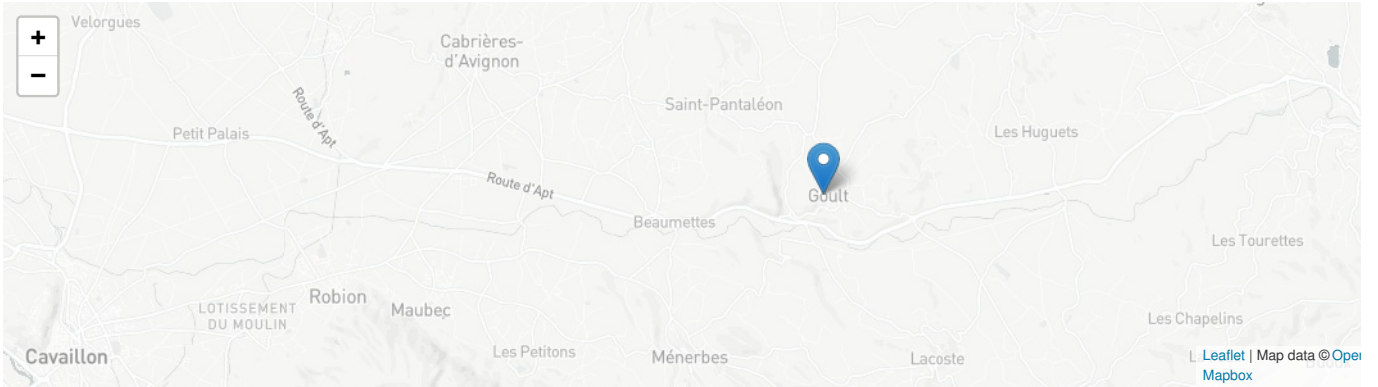 Velorgues
+
−
Cabrières-
d'Avignon
Route d'Apt
Saint-Pantaléon
Petit Palais
Les Huguets
Route d'Apt
Goult
Beaumettes
Les Tourettes
Robion
LOTISSEMENT
DU MOULIN
Maubec
Les Chapelins
Cavaillon
Les Petitons
Ménerbes
Lacoste
Leaflet | Map data © Open
Mapbox